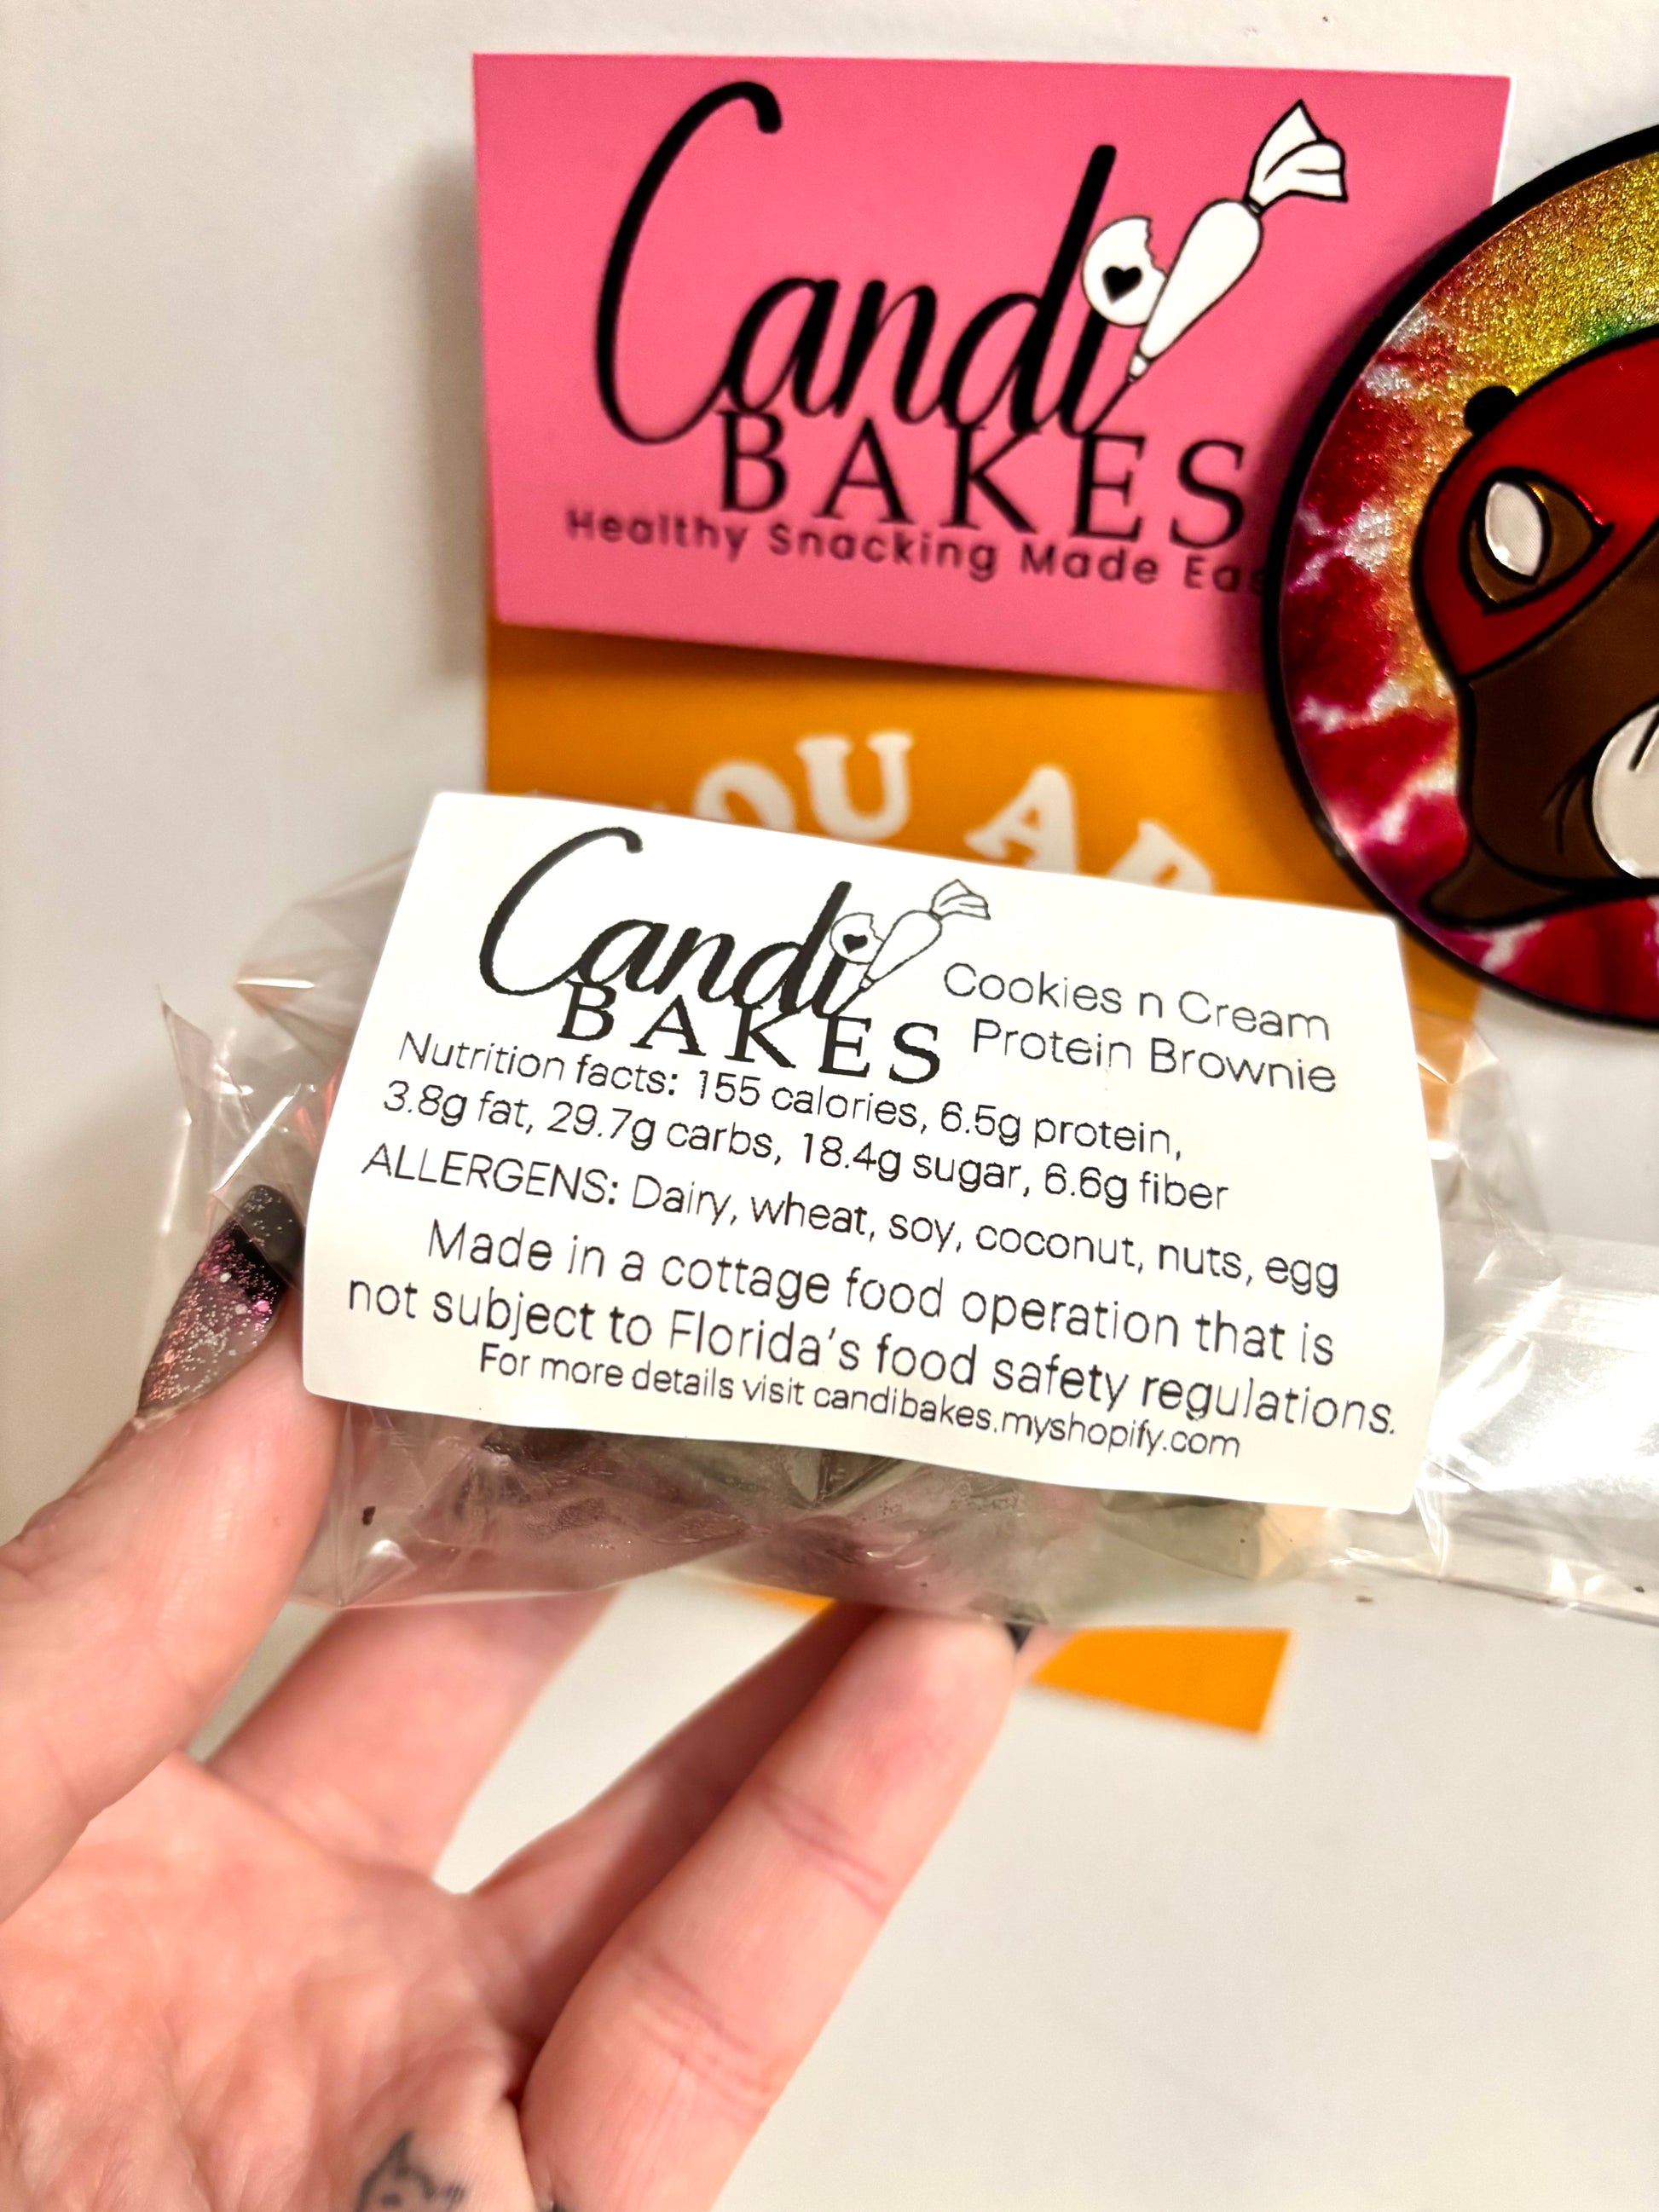 Candi
BAKES
Healthy Snacking Made
OU
Candi
BAKES
Cookies n Cream
Protein Brownie
Nutrition facts: 155 calories, 6.5g protein,
3.8g fat, 29.7g carbs, 18.4g sugar, 6.6g fiber
ALLERGENS: Dairy, wheat, soy, coconut, nuts, egg
Made in a cottage food operation that is
not subject to Florida's food safety regulations.
For more details visit candibakes.myshopify.com